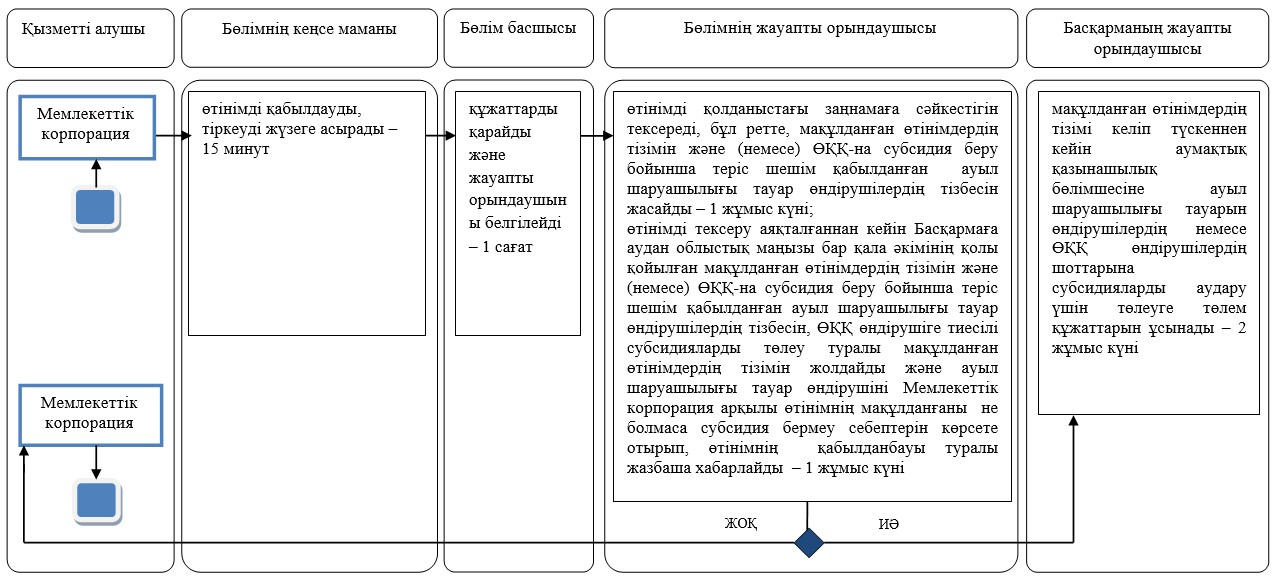 Қызметті алушы
Бөлімнің кеңсе маманы
Бөлім басшысы
Бөлімнің жауапты орындаушысы
Басқарманың жауапты
орындаушысы
Мемлекеттік
корпорация
өтінімді қабылдауды,
тіркеуді жүзеге асырады –
15 минут
құжаттарды
қарайды
және
жауапты
орындаушын
ы белгілейді
– 1 сағат
өтінімді қолданыстағы заңнамаға сәйкестігін
тексереді, бұл ретте, мақұлданған өтінімдердің
тізімін және (немесе) ӨҚҚ-на субсидия беру
бойынша теріс шешім қабылданған ауыл
шаруашылығы тауар өндірушілердің тізбесін
жасайды – 1 жұмыс күні;
өтінімді тексеру аяқталғаннан кейін Басқармаға
аудан облыстық маңызы бар қала әкімінің қолы
қойылған мақұлданған өтінімдердің тізімін және
(немесе) ӨҚҚ-на субсидия беру бойынша теріс
шешім қабылданған ауыл шаруашылығы тауар
өндірушілердің тізбесін, ӨҚҚ өндірушіге тиесілі
субсидияларды төлеу туралы мақұлданған
өтінімдердің тізімін жолдайды және ауыл
шаруашылығы тауар өндірушіні Мемлекеттік
корпорация арқылы өтінімнің мақұлданғаны не
болмаса субсидия бермеу себептерін көрсете
отырып, өтінімнің қабылданбауы туралы
жазбаша хабарлайды – 1 жұмыс күні
мақұлданған өтінімдердің
тізімі келіп түскеннен
кейін аумақтық
қазынашылық
бөлімшесіне ауыл
шаруашылығы тауарын
өндірушілердің немесе
ӨҚҚ өндірушілердің
шоттарына
субсидияларды аудару
үшін төлеуге төлем
құжаттарын ұсынады – 2
жұмыс күні
Мемлекеттік
корпорация
ЖОҚ
ИӘ